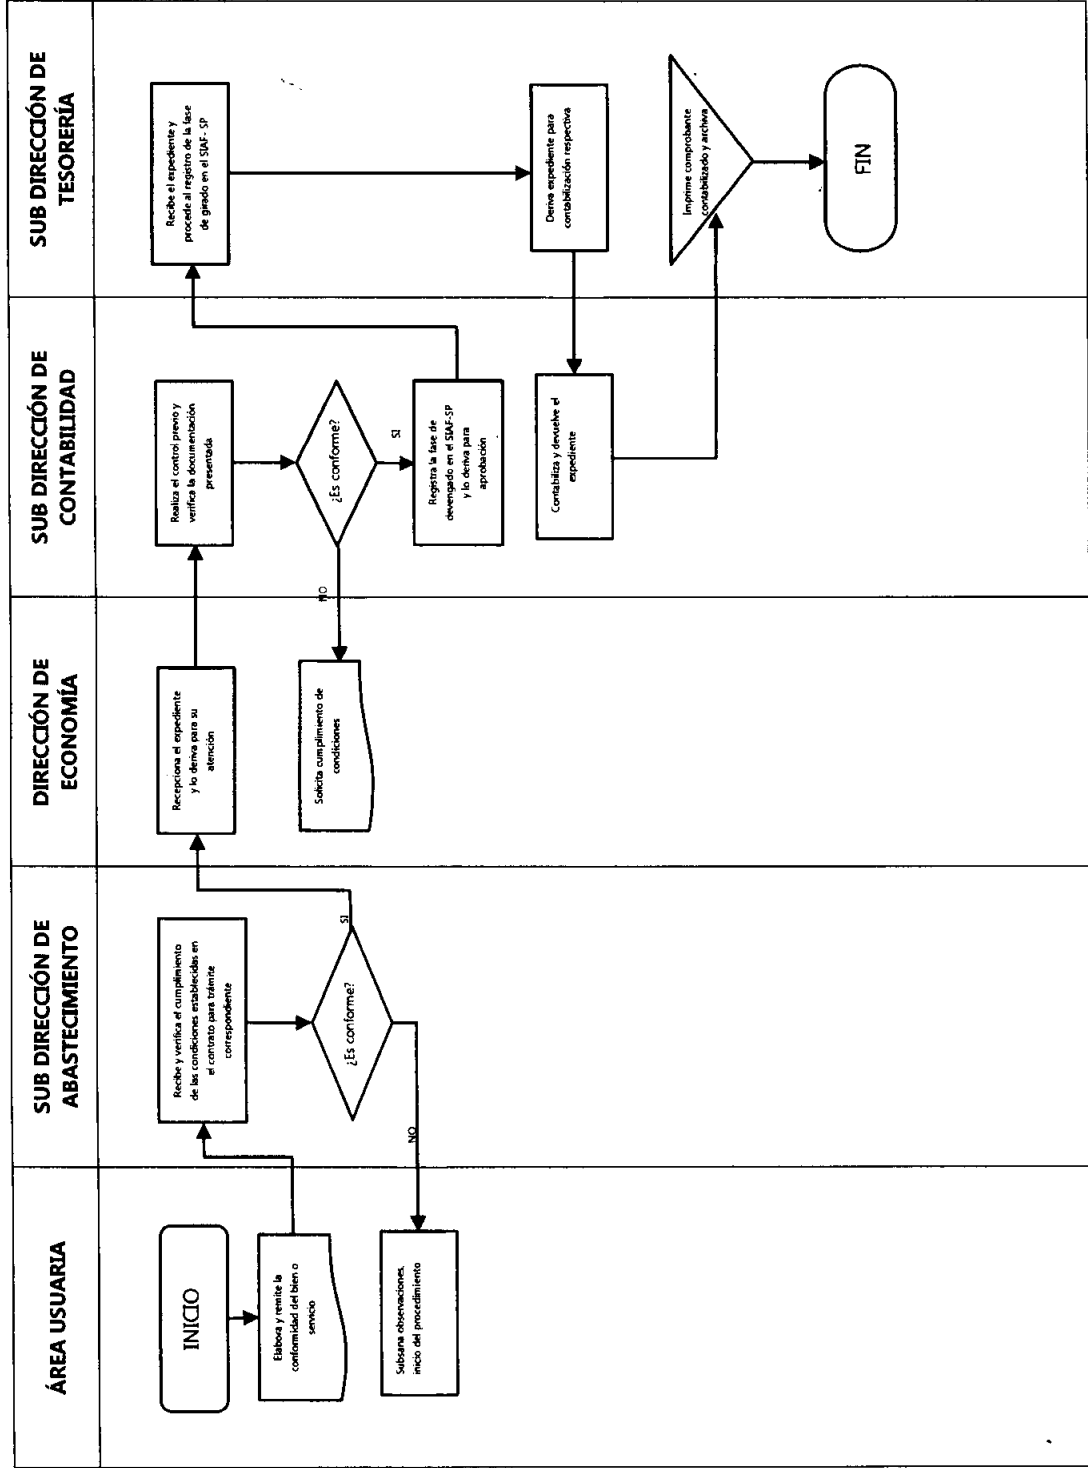 ÁREA USUARIA
SUB DIRECCIÓN DE
ABASTECIMIENTO
DIRECCIÓN DE
ECONOMÍA
SUB DIRECCIÓN DE
CONTABILIDAD
SUB DIRECCIÓN DE
TESORERÍA
INICIO
Elabora y remite la
conformidad del bien o
servicio
Subsana observaciones.
inicio del procedimiento
Recibe y verifica el cumplimiento
de las condiciones establecidas en
el contrato para trámite
correspondiente
¿Es conforme?
SI
NO
Recepciona el expediente
y lo deriva para su
atención
Solicita cumplimiento de
condiciones
Realiza el control previo y
verifica la documentación
presentada
¿Es conforme?
SI
NO
Registra la fase de
devengado en el SIAF-SP
y lo deriva para
aprobación
Contabiliza y devuelve el
expediente
Recibe el expediente y
procede al registro de la fase
de girado en el SIAF- SP
Deriva expediente para
contabilización respectiva
Imprime comprobante
contabilizado y archiva
FIN